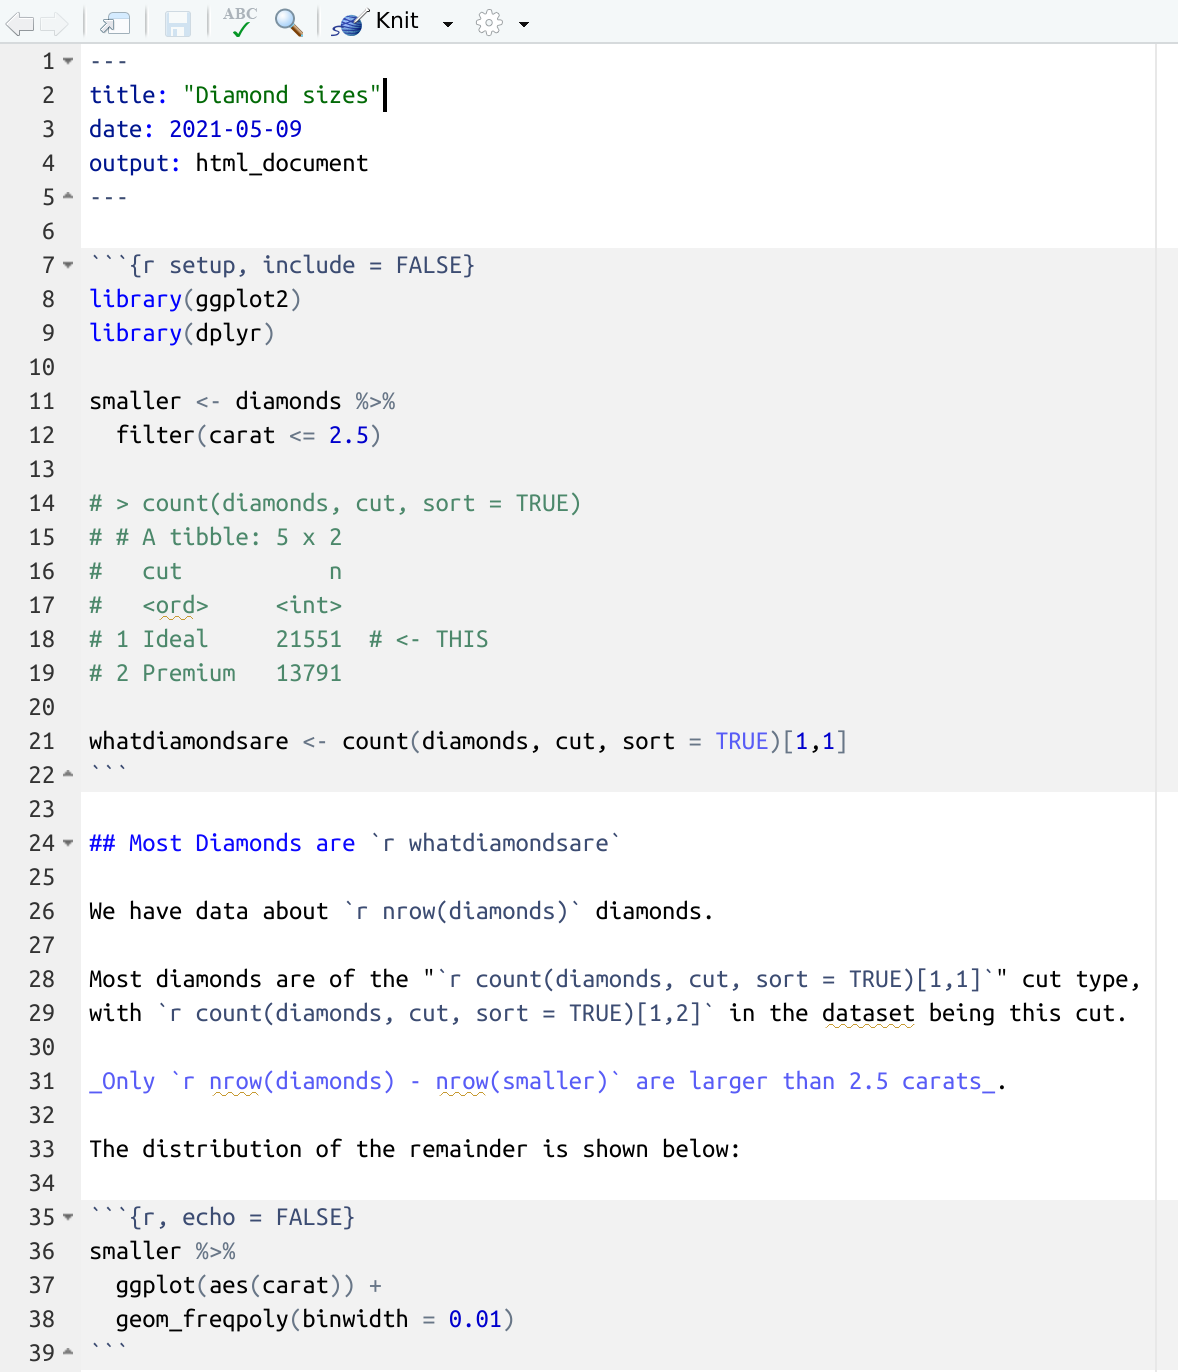 ABC Knit
1 ---
2 title: "Diamond sizes"
3 date: 2021-05-09
4 output: html_document
5 ---
6
7 ```{r setup, include = FALSE}
8 library(ggplot2)
9 library(dplyr)
10
11 smaller <- diamonds %>%
12   filter(carat <= 2.5)
13
14 # > count(diamonds, cut, sort = TRUE)
15 # # A tibble: 5 x 2
16 #   cut           n
17 #   <ord>     <int>
18 # 1 Ideal     21551  # <- THIS
19 # 2 Premium   13791
20
21 whatdiamondsare <- count(diamonds, cut, sort = TRUE)[1,1]
22 ```
23
24 ## Most Diamonds are `r whatdiamondsare`
25
26 We have data about `r nrow(diamonds)` diamonds.
27
28 Most diamonds are of the "`r count(diamonds, cut, sort = TRUE)[1,1]`" cut type,
29 with `r count(diamonds, cut, sort = TRUE)[1,2]` in the dataset being this cut.
30
31 _Only `r nrow(diamonds) - nrow(smaller)` are larger than 2.5 carats_.
32
33 The distribution of the remainder is shown below:
34
35 ```{r, echo = FALSE}
36 smaller %>%
37   ggplot(aes(carat)) +
38   geom_freqpoly(binwidth = 0.01)
39 ```